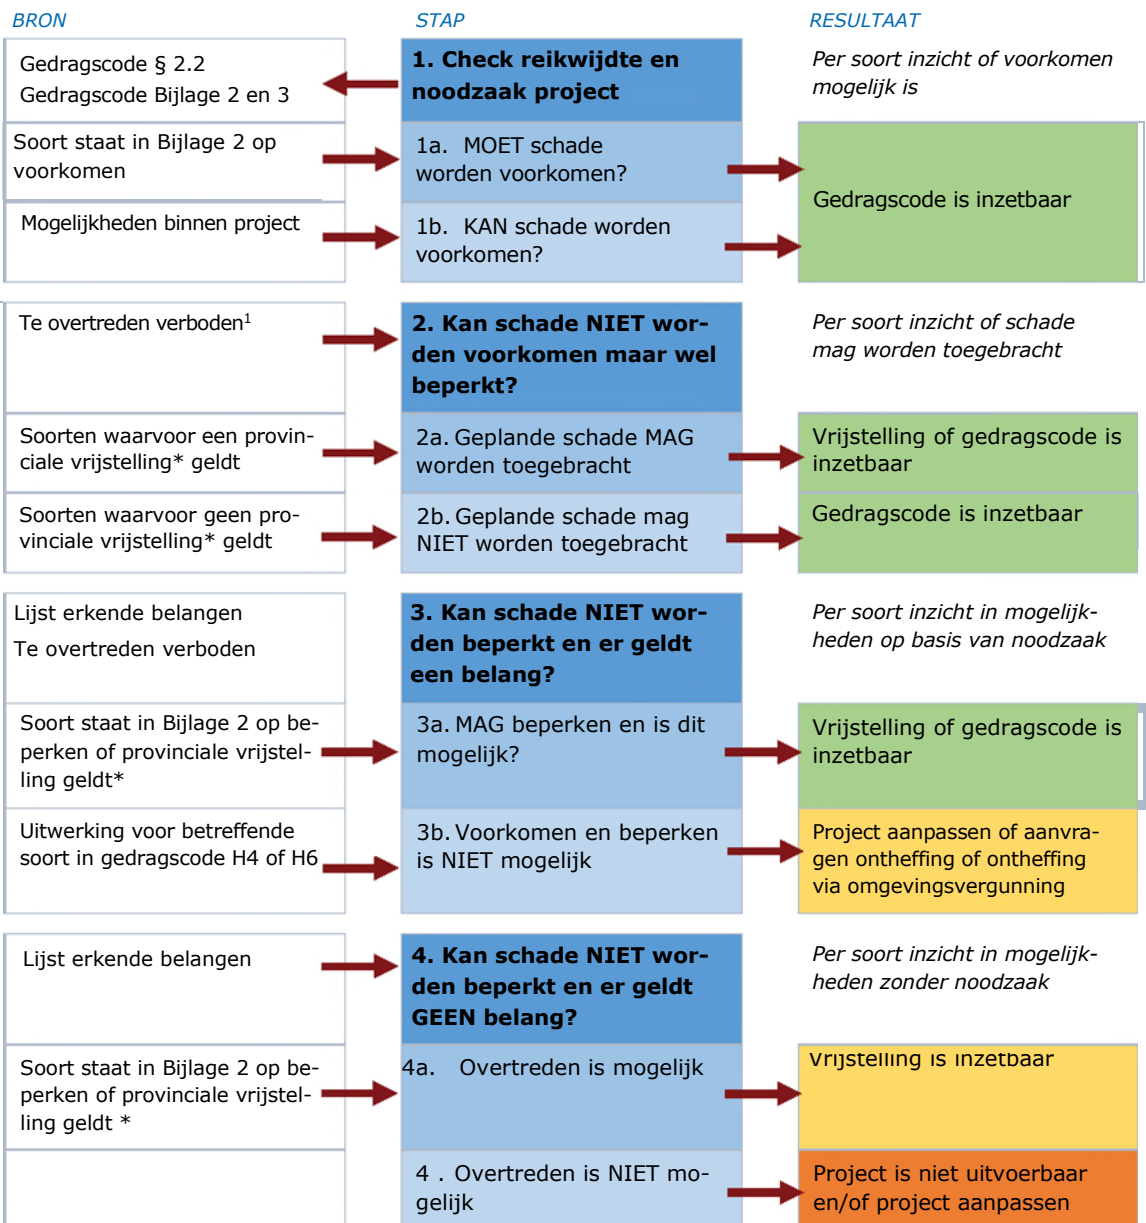 BRON
STAP
RESULTAAT
Gedragscode § 2.2
Gedragscode Bijlage 2 en 3
1. Check reikwijdte en
noodzaak project
Per soort inzicht of voorkomen
mogelijk is
Soort staat in Bijlage 2 op
voorkomen
1a. MOET schade
worden voorkomen?
Gedragscode is inzetbaar
Mogelijkheden binnen project
1b. KAN schade worden
voorkomen?
Te overtreden verboden¹
2. Kan schade NIET wor-
den voorkomen maar wel
beperkt?
Per soort inzicht of schade
mag worden toegebracht
Soorten waarvoor een provin-
ciale vrijstelling* geldt
2a. Geplande schade MAG
worden toegebracht
Vrijstelling of gedragscode is
inzetbaar
Soorten waarvoor geen pro-
vinciale vrijstelling* geldt
2b. Geplande schade mag
NIET worden toegebracht
Gedragscode is inzetbaar
Lijst erkende belangen
Te overtreden verboden
3. Kan schade NIET wor-
den beperkt en er geldt
een belang?
Per soort inzicht in mogelijk-
heden op basis van noodzaak
Soort staat in Bijlage 2 op be-
perken of provinciale vrijstel-
ling geldt*
3a. MAG beperken en is dit
mogelijk?
Vrijstelling of gedragscode is
inzetbaar
Uitwerking voor betreffende
soort in gedragscode H4 of H6
3b. Voorkomen en beperken
is NIET mogelijk
Project aanpassen of aanvra-
gen ontheffing of ontheffing
via omgevingsvergunning
Lijst erkende belangen
4. Kan schade NIET wor-
den beperkt en er geldt
GEEN belang?
Per soort inzicht in mogelijk-
heden zonder noodzaak
Soort staat in Bijlage 2 op be-
perken of provinciale vrijstel-
ling geldt *
4a. Overtreden is mogelijk
Vrijstelling is inzetbaar
4 . Overtreden is NIET mo-
gelijk
Project is niet uitvoerbaar
en/of project aanpassen